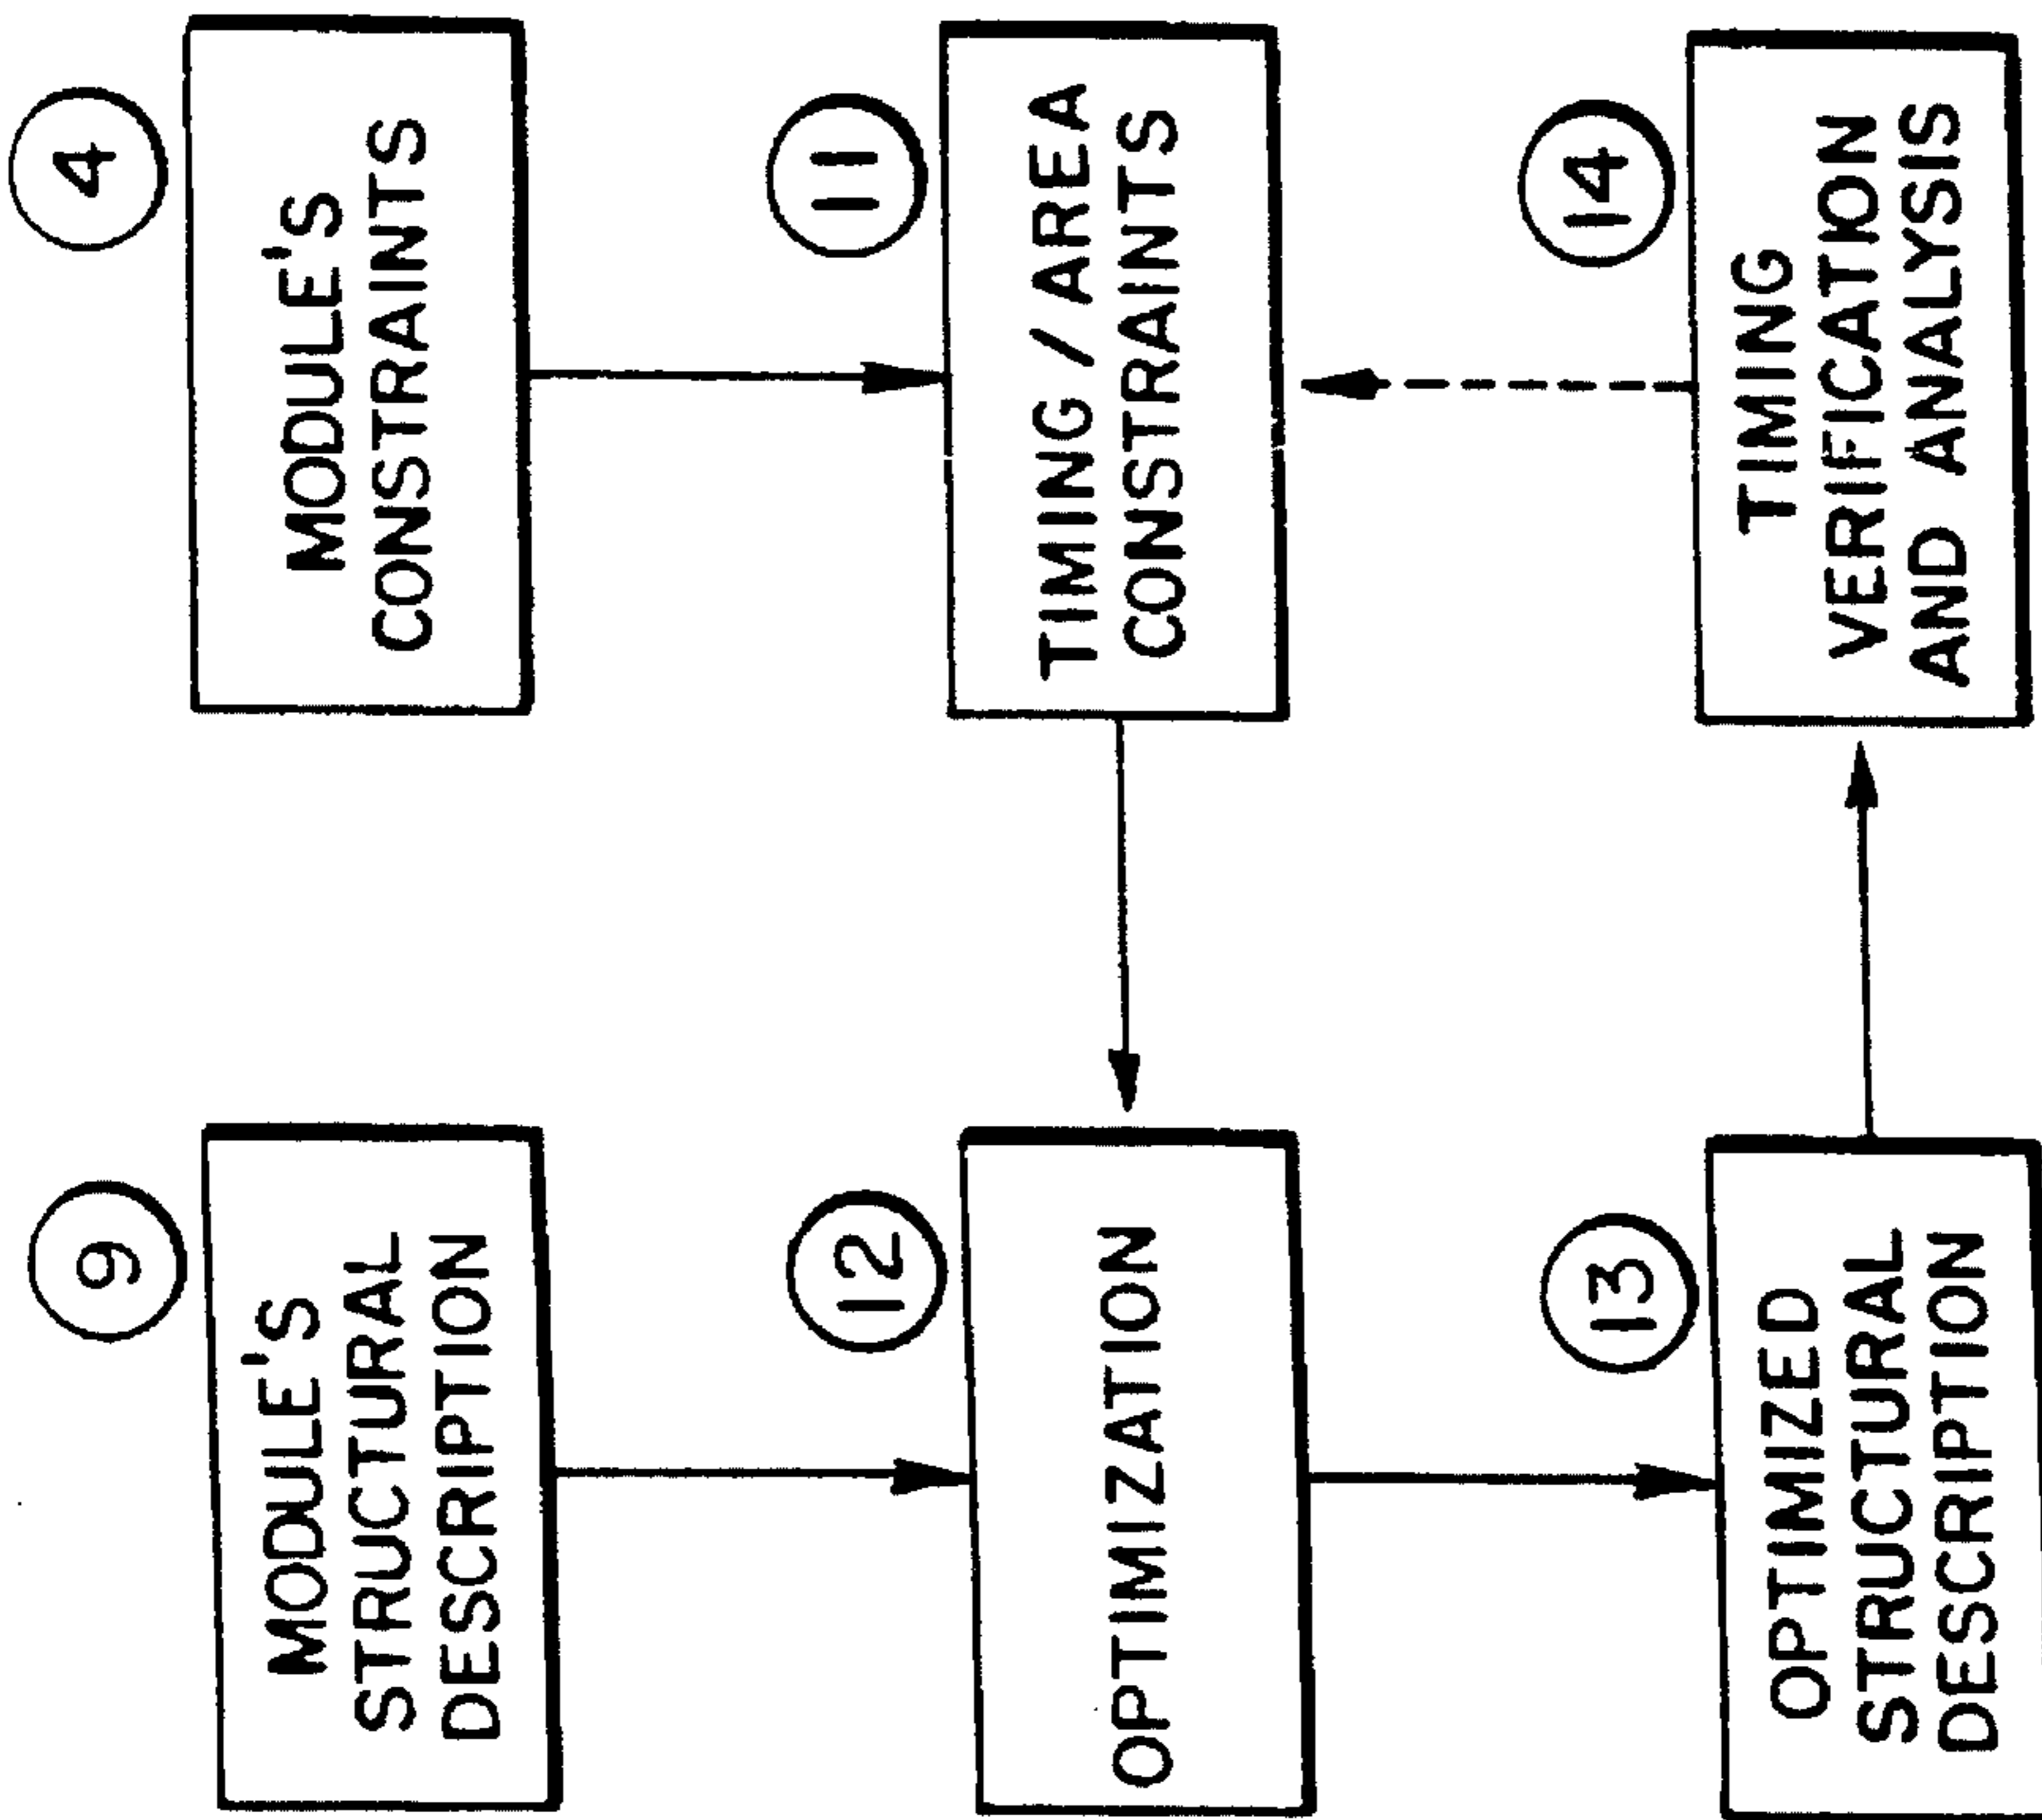 9
MODULE'S
STRUCTURAL
DESCRIPTION
4
MODULE'S
CONSTRAINTS
12
OPTIMIZATION
11
TIMING / AREA
CONSTRAINTS
13
OPTIMIZED
STRUCTURAL
DESCRIPTION
14
TIMING
VERIFICATION
AND ANALYSIS